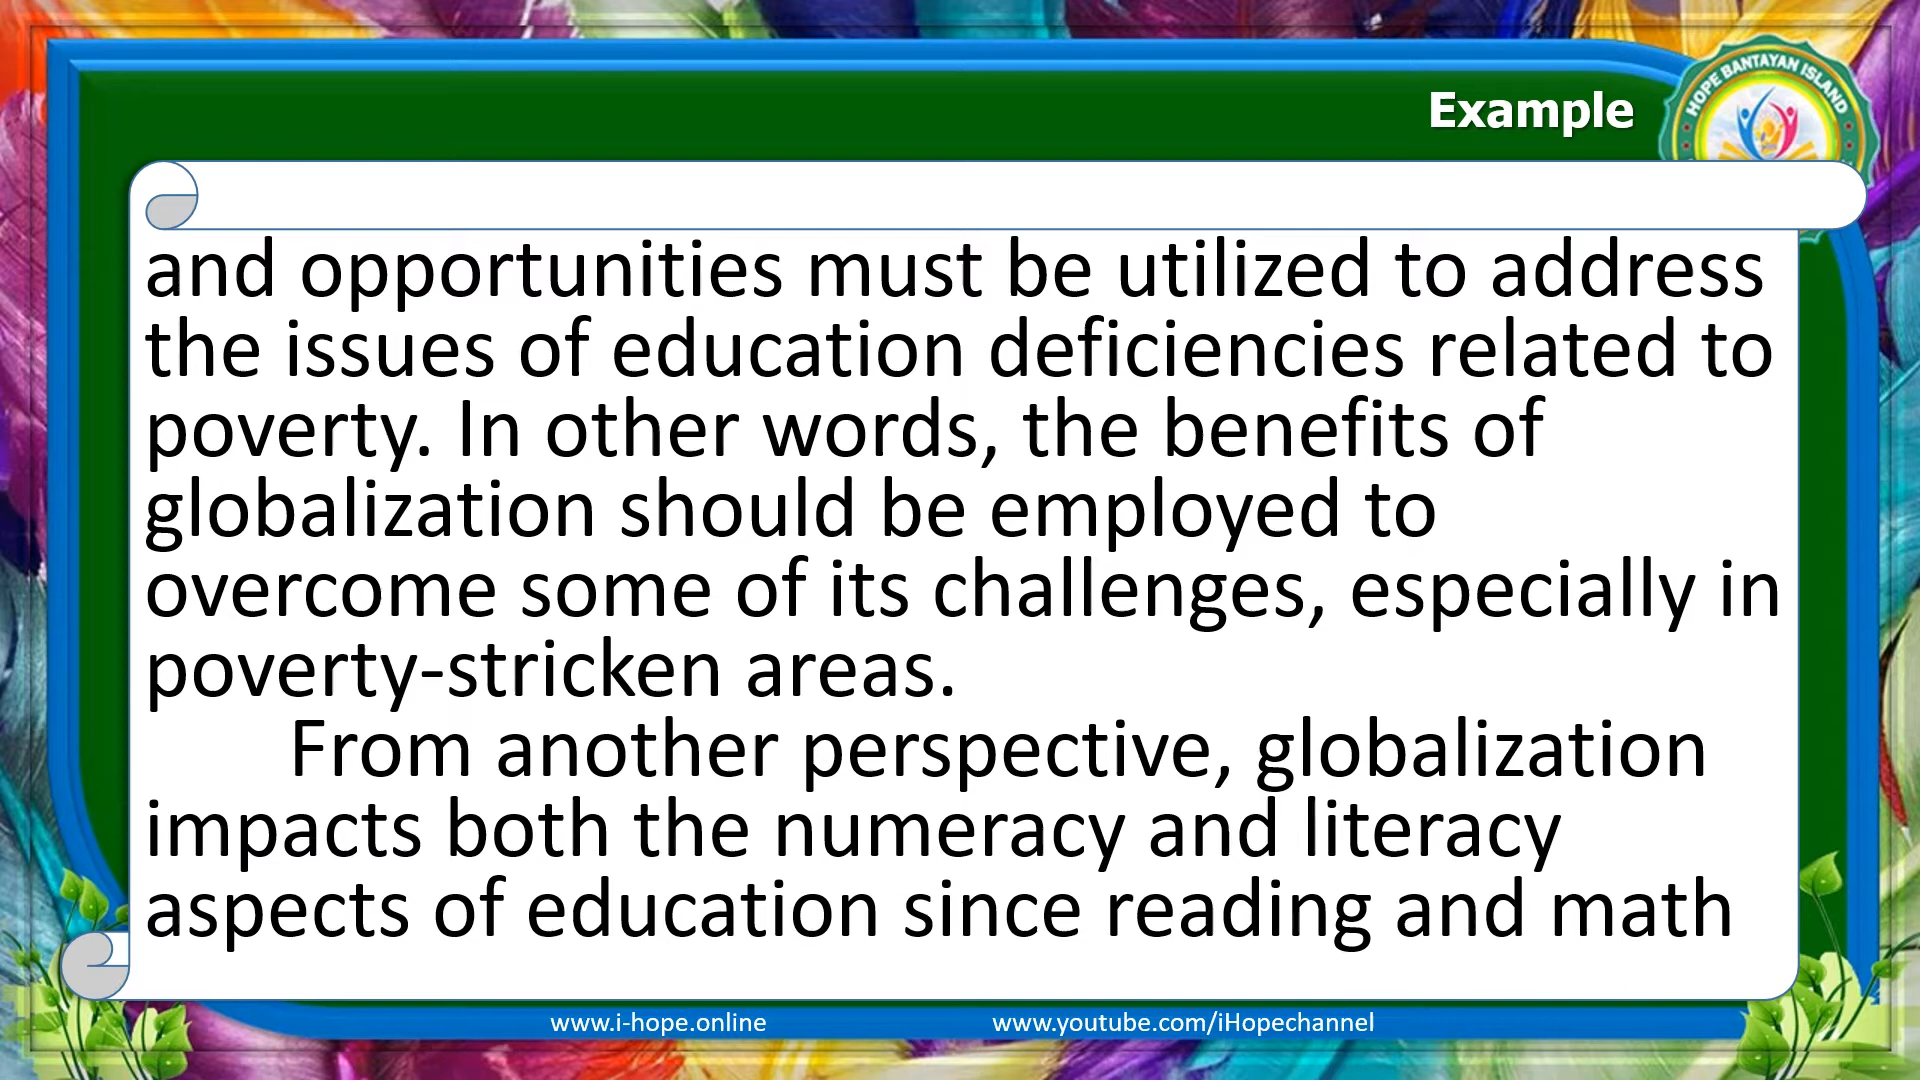 Example
HOPE BANTAYAN ISLAND
and opportunities must be utilized to address
the issues of education deficiencies related to
poverty. In other words, the benefits of
globalization should be employed to
overcome some of its challenges, especially in
poverty-stricken areas.
From another perspective, globalization
impacts both the numeracy and literacy
aspects of education since reading and math
www.i-hope.online
www.youtube.com/iHopechannel